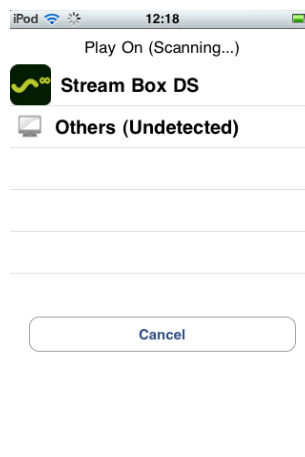 iPod 12:18
Play On (Scanning...)
Stream Box DS
Others (Undetected)
Cancel